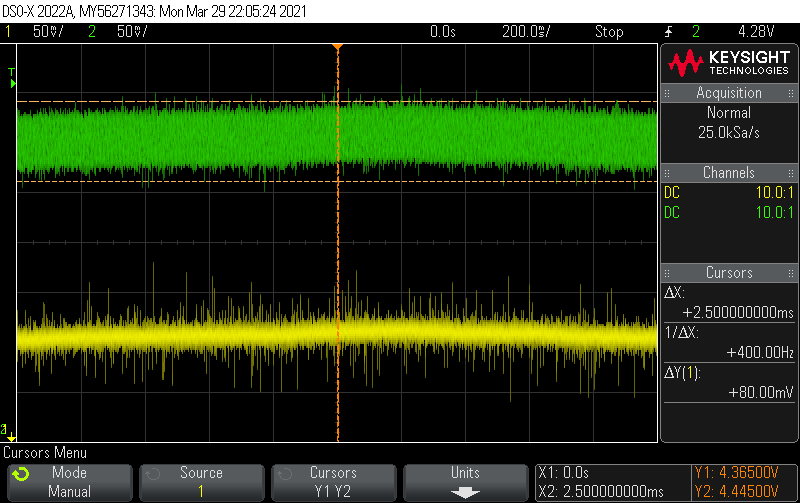 DSO-X 2022A, MY56271343: Mon Mar 29 22:05:24 2021
1 50▽/ 2 50▽/ 0.0s 200.0▽/ Stop 2 4.28V
KEYSIGHT
TECHNOLOGIES
Acquisition
Normal
25.0kSa/s
Channels
DC 10.0:1
DC 10.0:1
Cursors
ΔX:
+2.500000000ms
1/ΔX:
+400.00Hz
ΔY(1):
+80.00mV
T
2
Cursors Menu
Mode
Manual
Source
1
Cursors
Y1 Y2
Units
X1: 0.0s
X2: 2.500000000ms
Y1: 4.36500V
Y2: 4.44500V